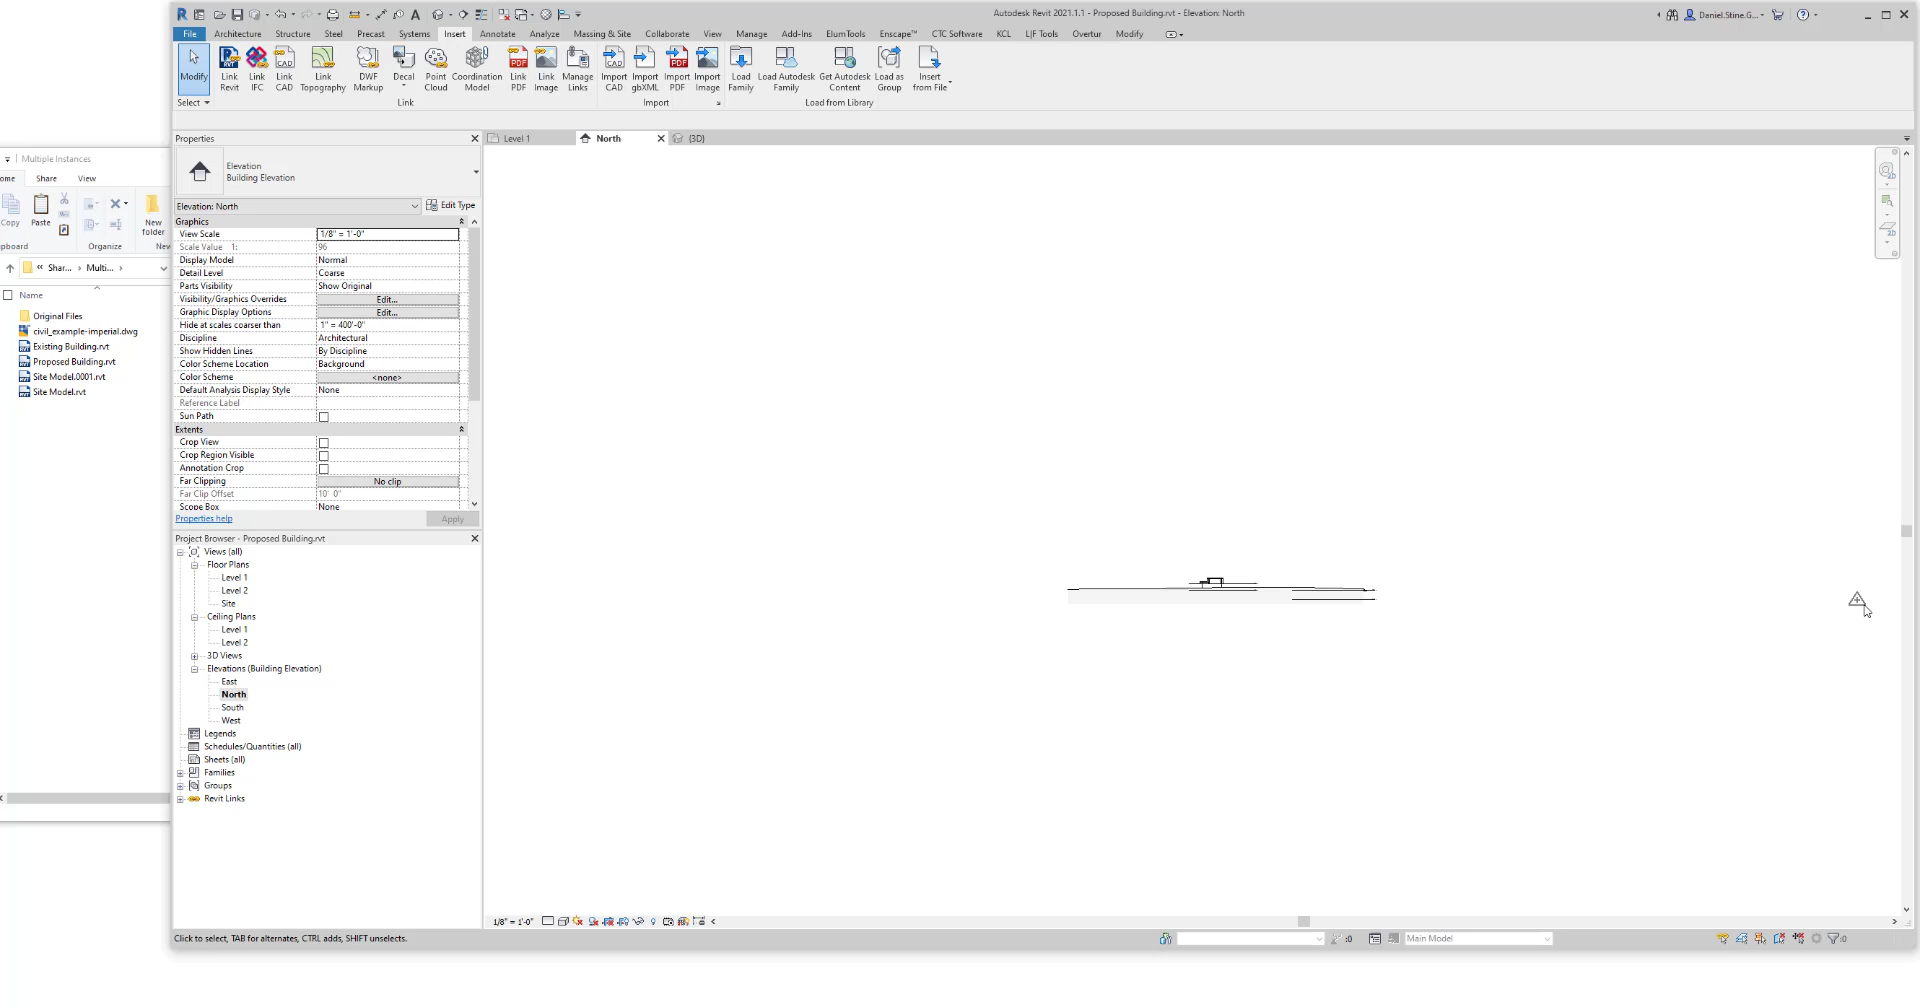 Autodesk Revit 2021.1.1 - Proposed Building.rvt - Elevation: North
Daniel.Stine.G...
File Architecture Structure Steel Precast Systems Insert Annotate Analyze Massing & Site Collaborate View Manage Add-Ins ElumTools Enscape™ CTC Software KCL L|F Tools Overtur Modify
Modify
Link Revit
Link IFC
Link CAD
Link Topography
DWF Markup
Decal
Point Cloud
Coordination Model
Link PDF
Link Image
Manage Links
Import CAD
Import gbXML
Import PDF
Import Image
Load Family
Load Autodesk Family
Get Autodesk Content
Load as Group
Insert from File
Select
Link
Import
Load from Library
Multiple Instances
Share
View
Copy
Paste
New folder
Organize
Shar... > Multi... >
Name
Original Files
civil_example-imperial.dwg
Existing Building.rvt
Proposed Building.rvt
Site Model.0001.rvt
Site Model.rvt
Properties
Level 1
North
{3D}
Elevation
Building Elevation
Elevation: North
Edit Type
Graphics
View Scale 1/8" = 1'-0"
Scale Value 1: 96
Display Model Normal
Detail Level Coarse
Parts Visibility Show Original
Visibility/Graphics Overrides Edit...
Graphic Display Options Edit...
Hide at scales coarser than 1" = 400'-0"
Discipline Architectural
Show Hidden Lines By Discipline
Color Scheme Location Background
Color Scheme <none>
Default Analysis Display Style None
Reference Label
Sun Path
Extents
Crop View
Crop Region Visible
Annotation Crop
Far Clipping No clip
Far Clip Offset 10' 0"
Scope Box None
Properties help
Apply
Project Browser - Proposed Building.rvt
Views (all)
Floor Plans
Level 1
Level 2
Site
Ceiling Plans
Level 1
Level 2
3D Views
Elevations (Building Elevation)
East
North
South
West
Legends
Schedules/Quantities (all)
Sheets (all)
Families
Groups
Revit Links
1/8" = 1'-0"
Click to select, TAB for alternates, CTRL adds, SHIFT unselects.
:0
Main Model
:0